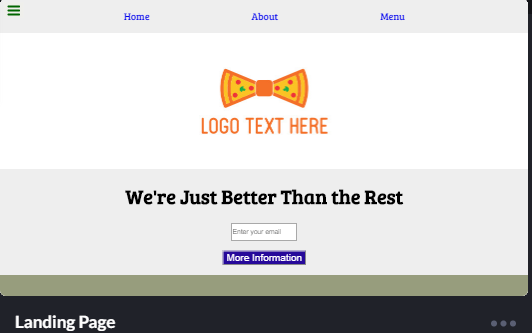 Home About Menu
LOGO TEXT HERE
We're Just Better Than the Rest
Enter your email
More Information
Landing Page